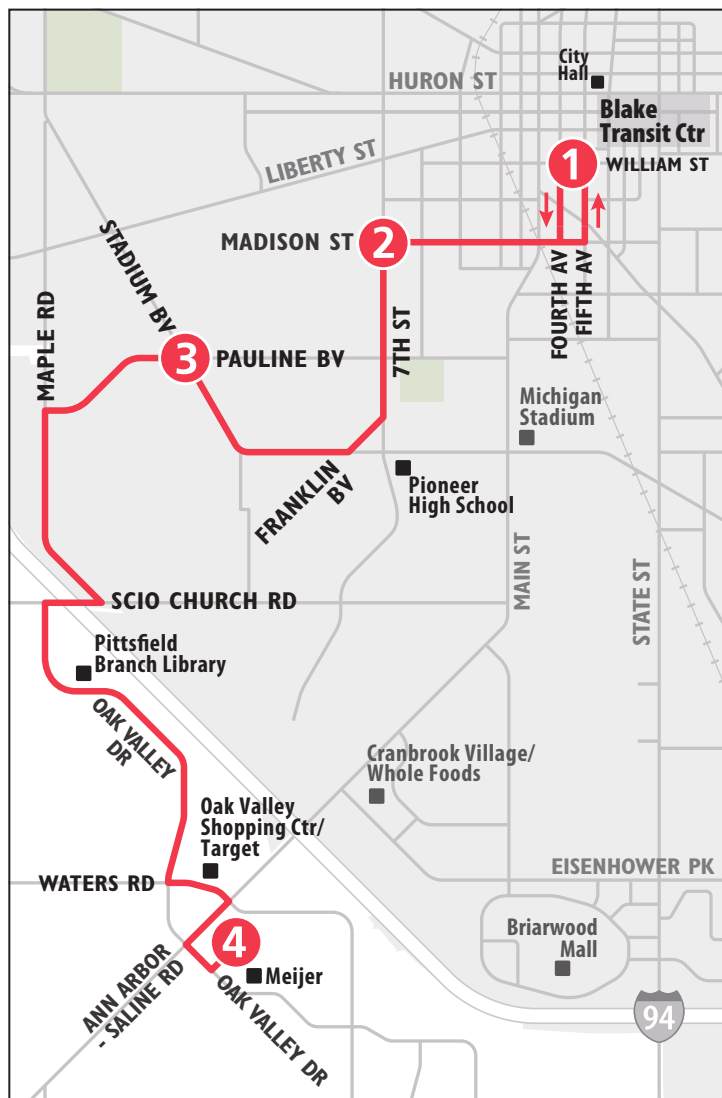 City
Hall
HURON ST
Blake
Transit Ctr
1
WILLIAM ST
LIBERTY ST
MADISON ST
2
STADIUM BV
FOURTH AV
FIFTH AV
MAPLE RD
3
PAULINE BV
7TH ST
Michigan
Stadium
FRANKLIN
BV
Pioneer
High School
MAIN ST
STATE ST
SCIO CHURCH RD
Pittsfield
Branch Library
OAK VALLEY
DR
Cranbrook Village/
Whole Foods
Oak Valley
Shopping Ctr/
Target
WATERS RD
EISENHOWER PK
Briarwood
Mall
4
Meijer
ANN ARBOR
- SALINE RD
OAK VALLEY DR
94